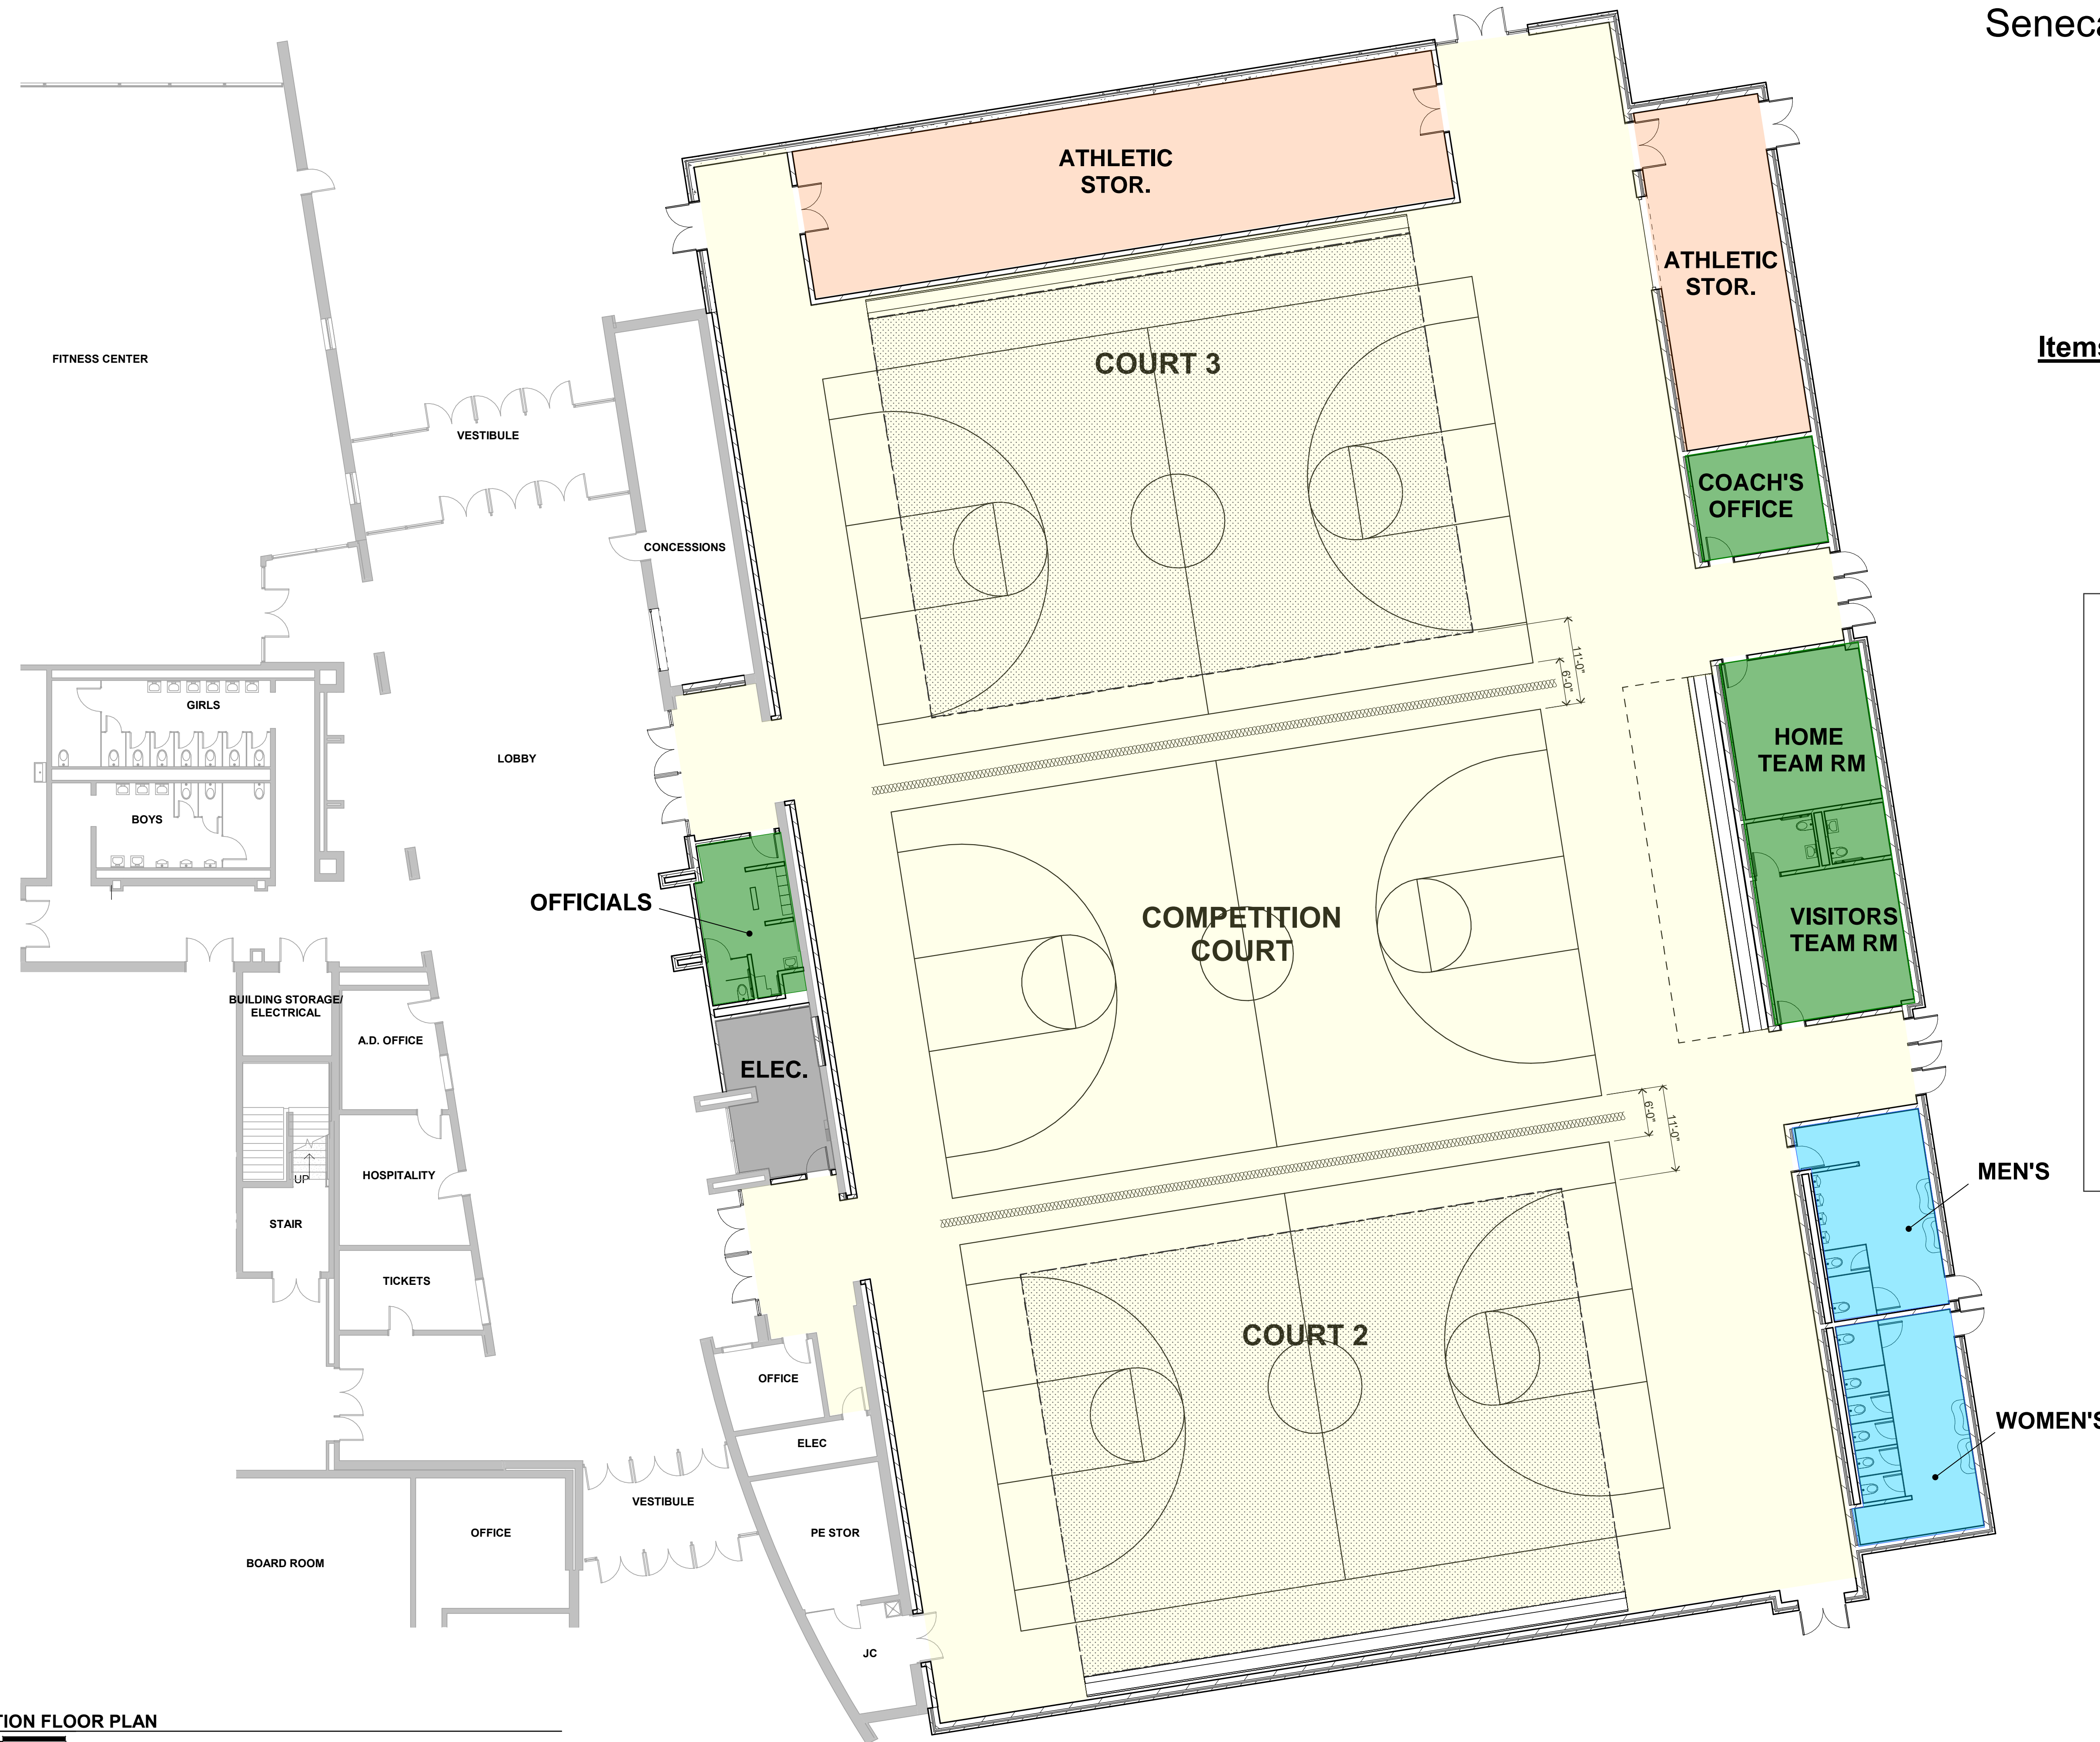 Seneca
ATHLETIC
STOR.
ATHLETIC
STOR.
Items
FITNESS CENTER
COURT 3
VESTIBULE
COACH'S
OFFICE
CONCESSIONS
11'-0"
6'-0"
GIRLS
HOME
TEAM RM
LOBBY
BOYS
OFFICIALS
COMPETITION
COURT
VISITORS
TEAM RM
BUILDING STORAGE/
ELECTRICAL
A.D. OFFICE
ELEC.
6'-0"
11'-0"
HOSPITALITY
UP
MEN'S
STAIR
TICKETS
COURT 2
OFFICE
WOMEN'S
ELEC
VESTIBULE
OFFICE
PE STOR
BOARD ROOM
JC
TION FLOOR PLAN